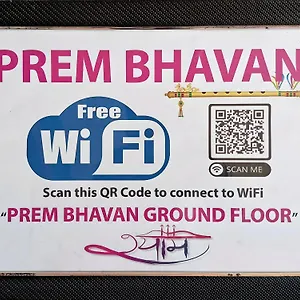 PREM BHAVAN
Free
Wi Fi
SCAN ME
Scan this QR Code to connect to WiFi
"PREM BHAVAN GROUND FLOOR"
श्याम